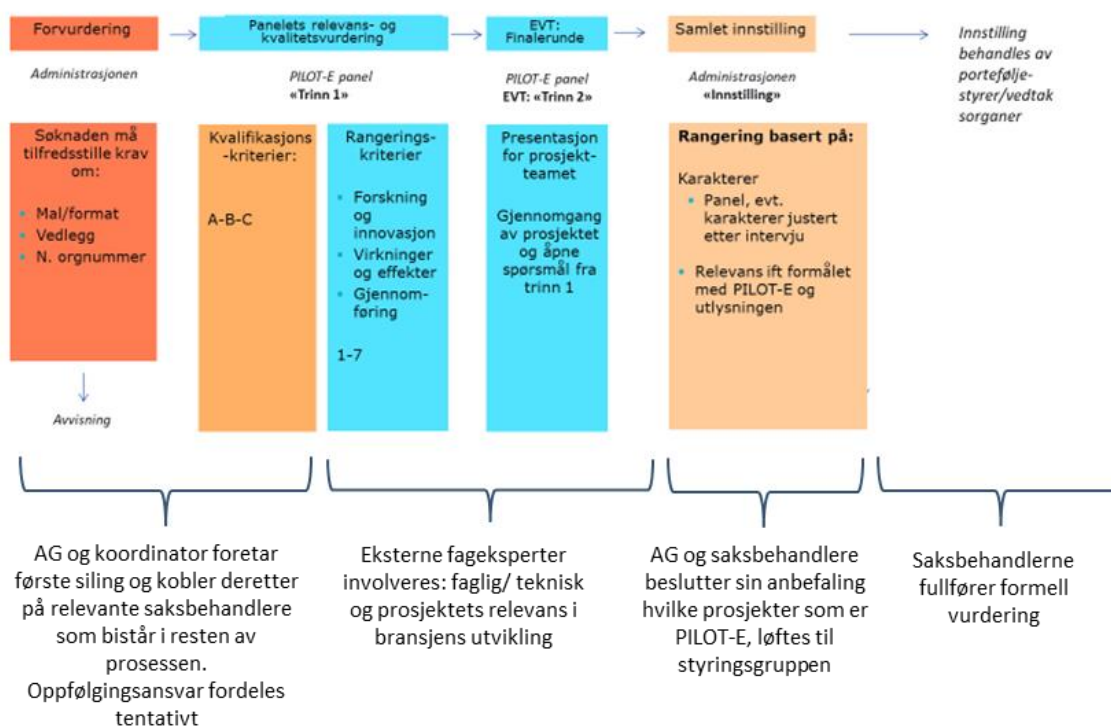 Forvurdering
Panelets relevans- og
kvalitetsvurdering
EVT:
Finalerunde
Samlet innstilling
Innstilling
behandles av
portefølje-
styrer/vedtak
sorganer
Administrasjonen
PILOT-E panel
«Trinn 1»
PILOT-E panel
EVT: «Trinn 2»
Administrasjonen
«Innstilling»
Søknaden må
tilfredsstille krav
om:
• Mal/format
• Vedlegg
• N. orgnummer
Avvisning
Kvalifikasjons
-kriterier:
A-B-C
Rangerings-
kriterier
• Forskning
og
innovasjon
• Virkninger
og effekter
• Gjennom-
føring
1-7
Presentasjon
for prosjekt-
teamet
Gjennomgang
av prosjektet
og åpne
spørsmål fra
trinn 1
Rangering basert på:
Karakterer
• Panel, evt.
karakterer justert
etter intervju
• Relevans ift formålet
med PILOT-E og
utlysningen
AG og koordinator foretar
første siling og kobler deretter
på relevante saksbehandlere
som bistår i resten av
prosessen.
Oppfølgingsansvar fordeles
tentativt
Eksterne fageksperter
involveres: faglig/ teknisk
og prosjektets relevans i
bransjens utvikling
AG og saksbehandlere
beslutter sin anbefaling
hvilke prosjekter som er
PILOT-E, løftes til
styringsgruppen
Saksbehandlerne
fullfører formell
vurdering